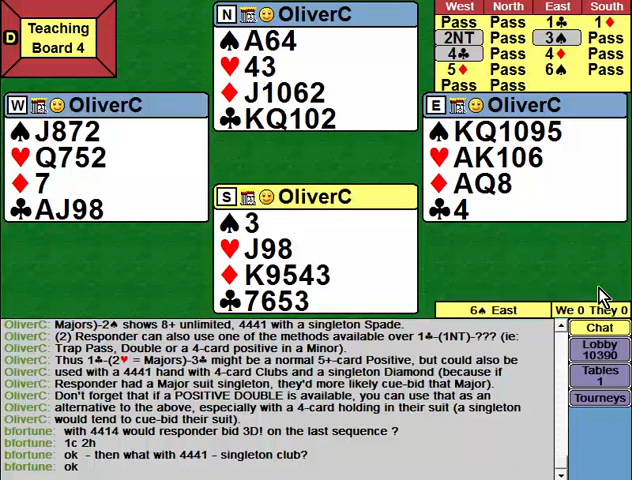 Teaching
Board 4
D
N OliverC
♠ A64
♥ 43
♦ J1062
♣ KQ102
West North East South
Pass Pass 1♣ 1♦
2NT Pass 3♠ Pass
4♣ Pass 4♦ Pass
5♦ Pass 6♠ Pass
Pass Pass
W OliverC
♠ J872
♥ Q752
♦ 7
♣ AJ98
E OliverC
♠ KQ1095
♥ AK106
♦ AQ8
♣ 4
S OliverC
♠ 3
♥ J98
♦ K9543
♣ 7653
6♠ East
We 0 They 0
OliverC: Majors)-2♠ shows 8+ unlimited, 4441 with a singleton Spade.
OliverC: (2) Responder can also use one of the methods available over 1♣-(1NT)-??? (ie:
Trap Pass, Double or a 4-card positive in a Minor).
OliverC: Thus 1♣-(2♥ = Majors)-3♣ might be a normal 5+-card Positive, but could also be
used with a 4441 hand with 4-card Clubs and a singleton Diamond (because if
Responder had a Major suit singleton, they'd more likely cue-bid that Major).
OliverC: Don't forget that if a POSITIVE DOUBLE is available, you can use that as an
alternative to the above, especially with a 4-card holding in their suit (a singleton
would tend to cue-bid their suit).
bfortune: with 4414 would responder bid 3D! on the last sequence ?
bfortune: 1c 2h
bfortune: ok - then what with 4441 - singleton club?
bfortune: ok
Chat
Lobby
10390
Tables
1
Tourneys